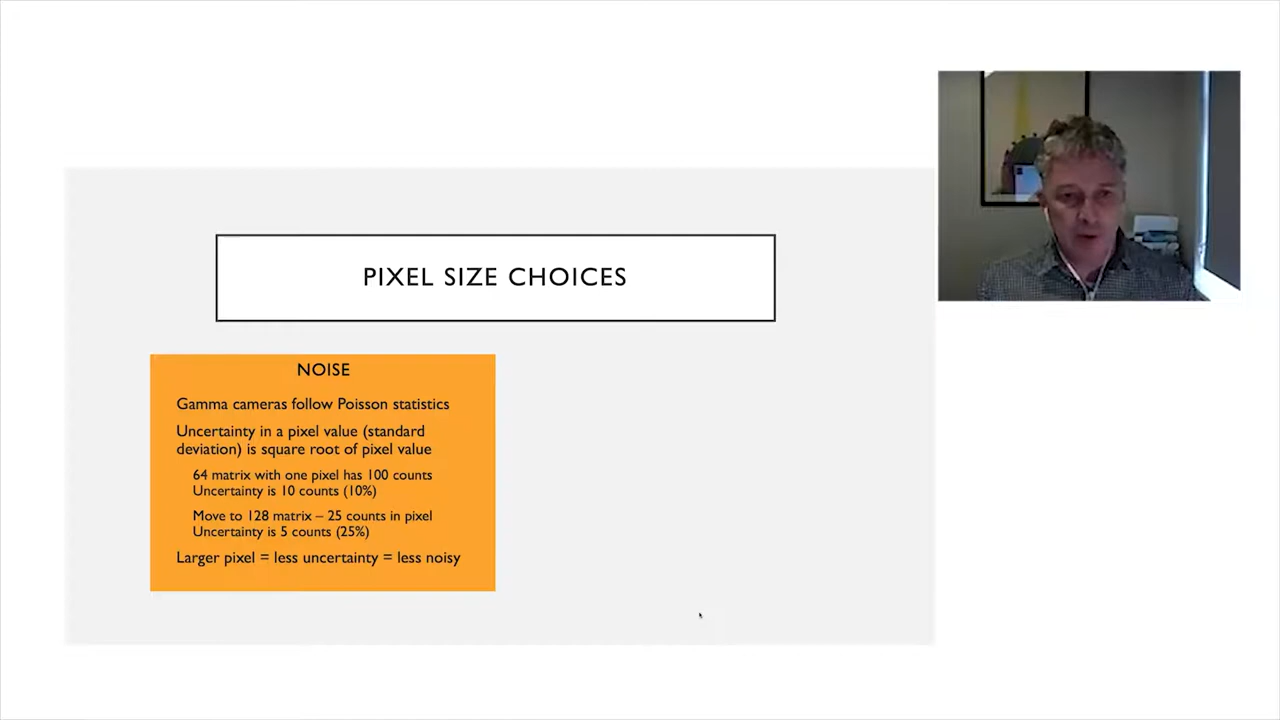 PIXEL SIZE CHOICES
NOISE
Gamma cameras follow Poisson statistics
Uncertainty in a pixel value (standard
deviation) is square root of pixel value
64 matrix with one pixel has 100 counts
Uncertainty is 10 counts (10%)
Move to 128 matrix – 25 counts in pixel
Uncertainty is 5 counts (25%)
Larger pixel = less uncertainty = less noisy